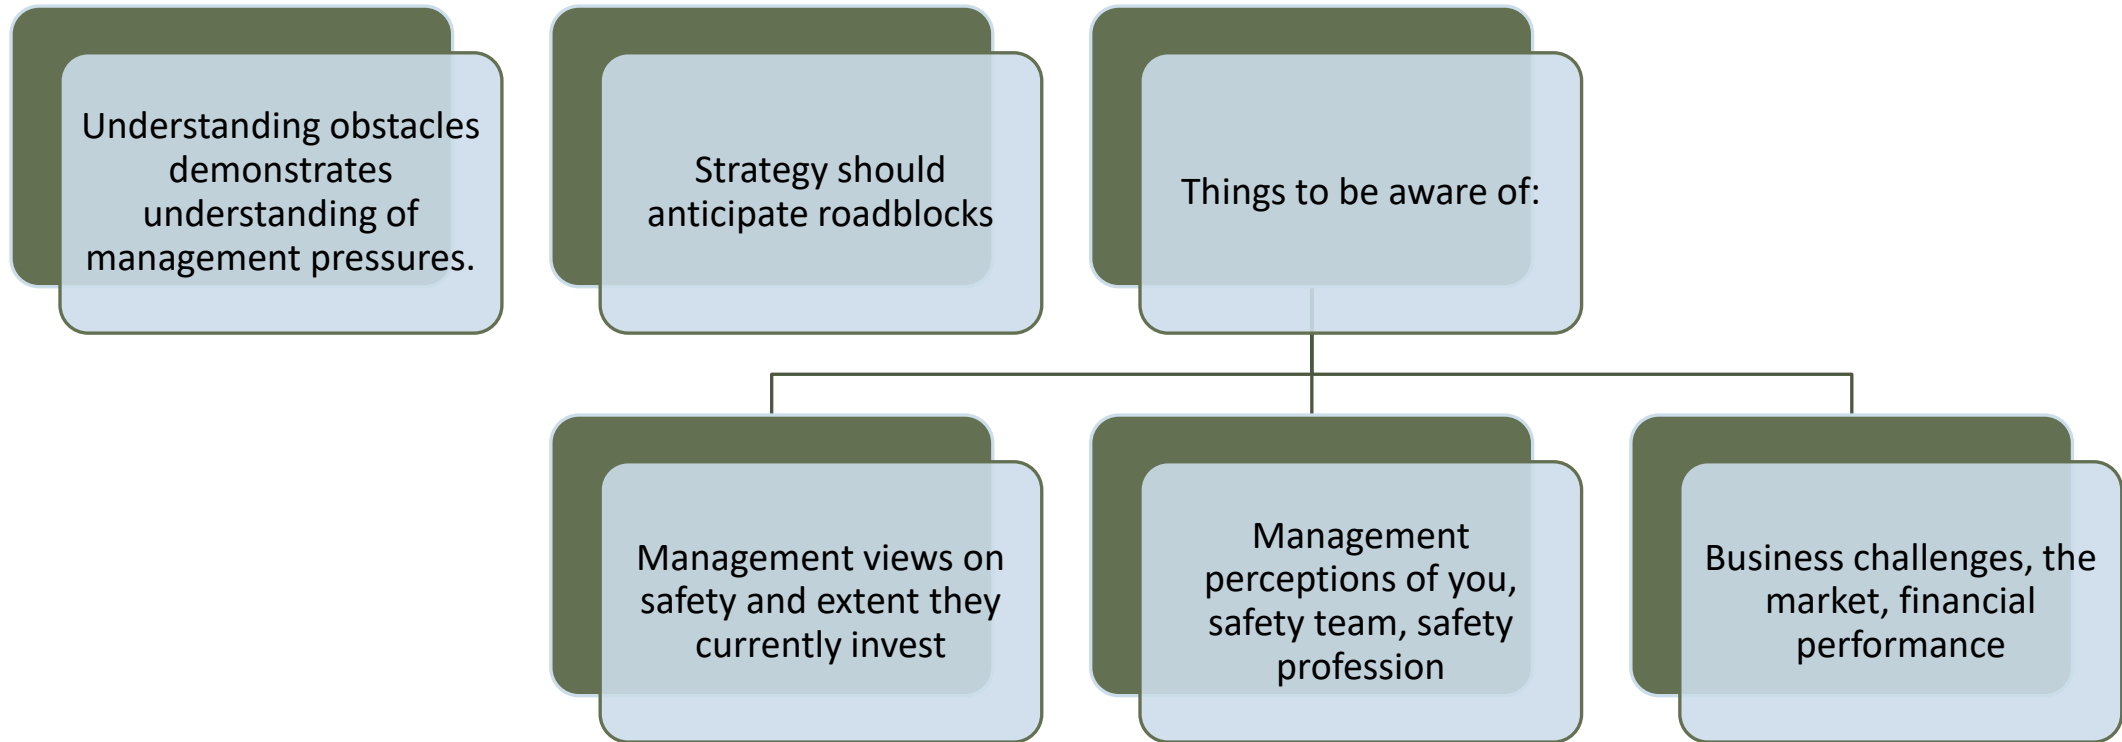 Understanding obstacles
demonstrates
understanding of
management pressures.
Strategy should
anticipate roadblocks
Things to be aware of:
Management views on
safety and extent they
currently invest
Management
perceptions of you,
safety team, safety
profession
Business challenges, the
market, financial
performance